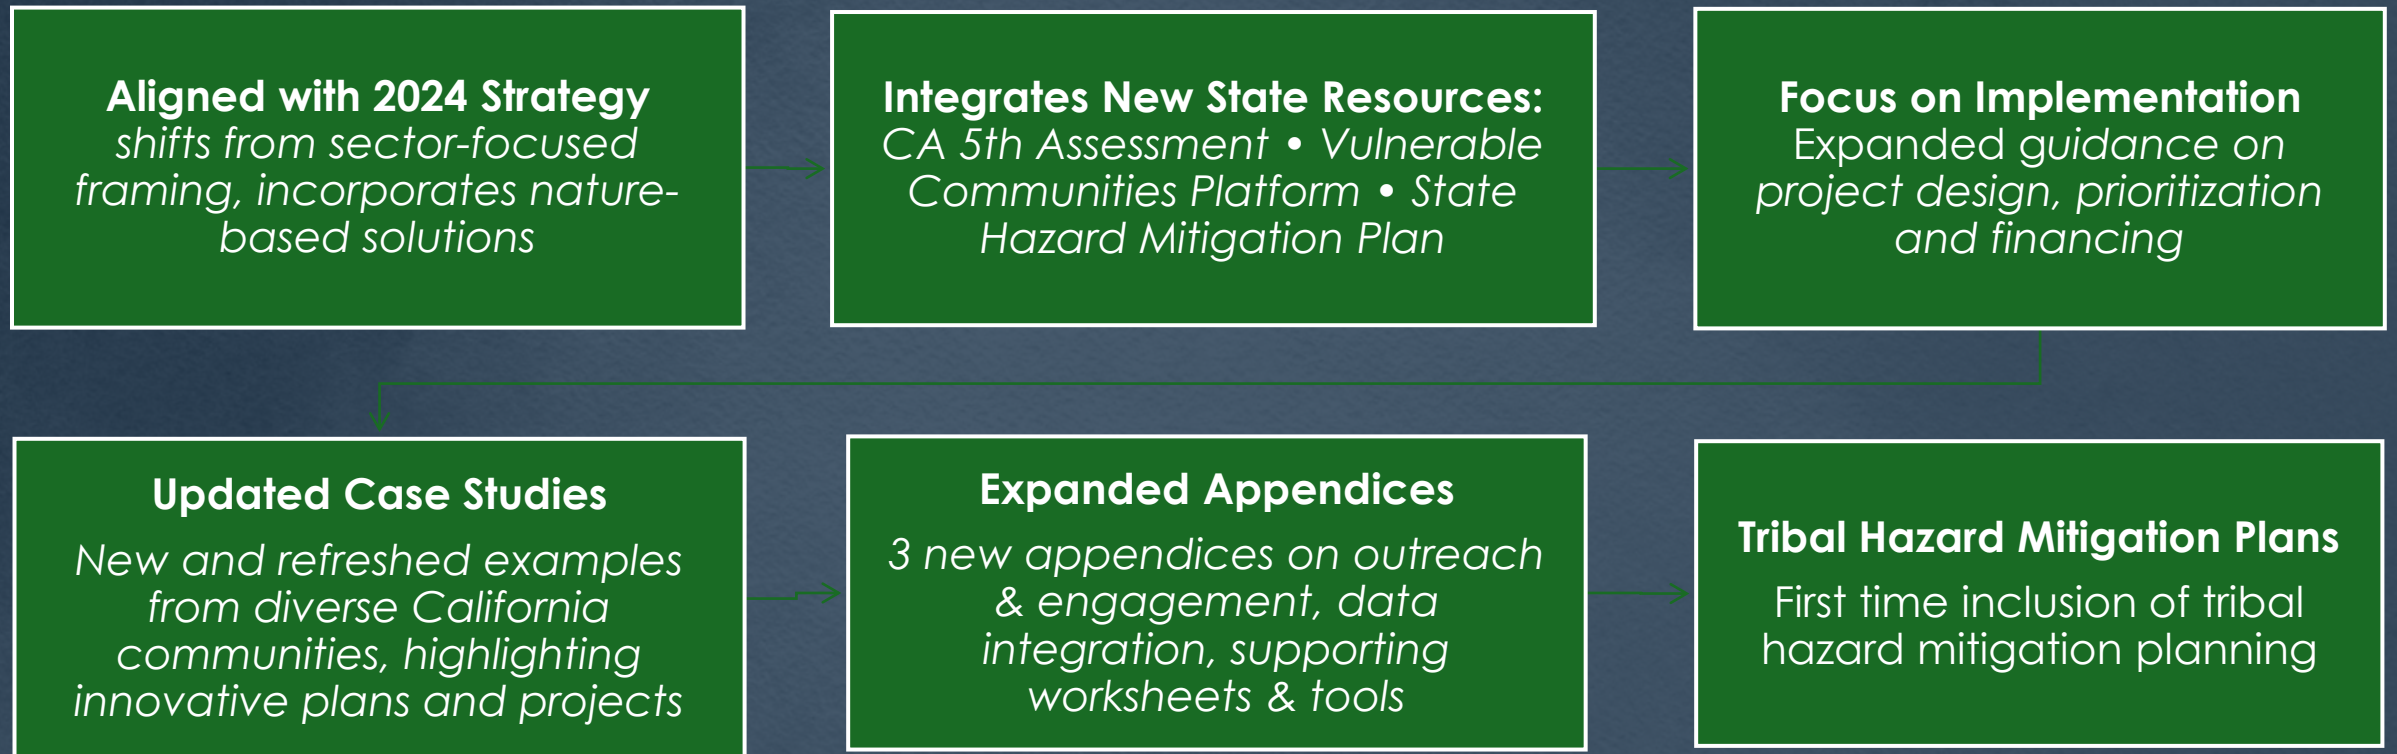 Aligned with 2024 Strategy
shifts from sector-focused
framing, incorporates nature-
based solutions
Integrates New State Resources:
CA 5th Assessment • Vulnerable
Communities Platform • State
Hazard Mitigation Plan
Focus on Implementation
Expanded guidance on
project design, prioritization
and financing
Updated Case Studies
New and refreshed examples
from diverse California
communities, highlighting
innovative plans and projects
Expanded Appendices
3 new appendices on outreach
& engagement, data
integration, supporting
worksheets & tools
Tribal Hazard Mitigation Plans
First time inclusion of tribal
hazard mitigation planning